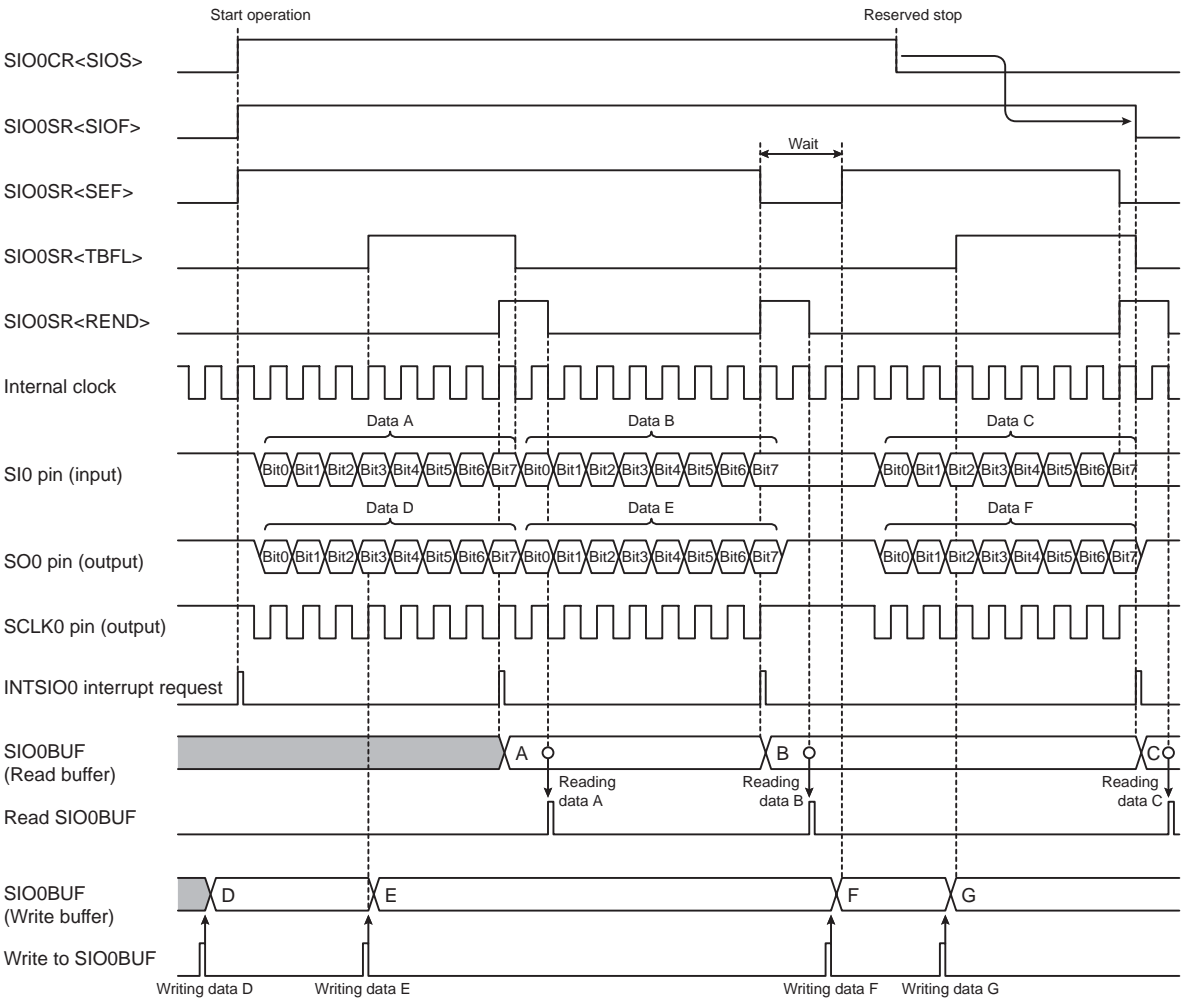 Start operation Reserved stop
SIO0CR<SIOS>
SIO0SR<SIOF>
Wait
SIO0SR<SEF>
SIO0SR<TBFL>
SIO0SR<REND>
Internal clock
Data A Data B Data C
SI0 pin (input) Bit0 Bit1 Bit2 Bit3 Bit4 Bit5 Bit6 Bit7 Bit0 Bit1 Bit2 Bit3 Bit4 Bit5 Bit6 Bit7 Bit0 Bit1 Bit2 Bit3 Bit4 Bit5 Bit6 Bit7
Data D Data E Data F
SO0 pin (output) Bit0 Bit1 Bit2 Bit3 Bit4 Bit5 Bit6 Bit7 Bit0 Bit1 Bit2 Bit3 Bit4 Bit5 Bit6 Bit7 Bit0 Bit1 Bit2 Bit3 Bit4 Bit5 Bit6 Bit7
SCLK0 pin (output)
INTSIO0 interrupt request
SIO0BUF A B C
(Read buffer)
Reading Reading Reading
data A data B data C
Read SIO0BUF
SIO0BUF D E F G
(Write buffer)
Write to SIO0BUF
Writing data D Writing data E Writing data F Writing data G